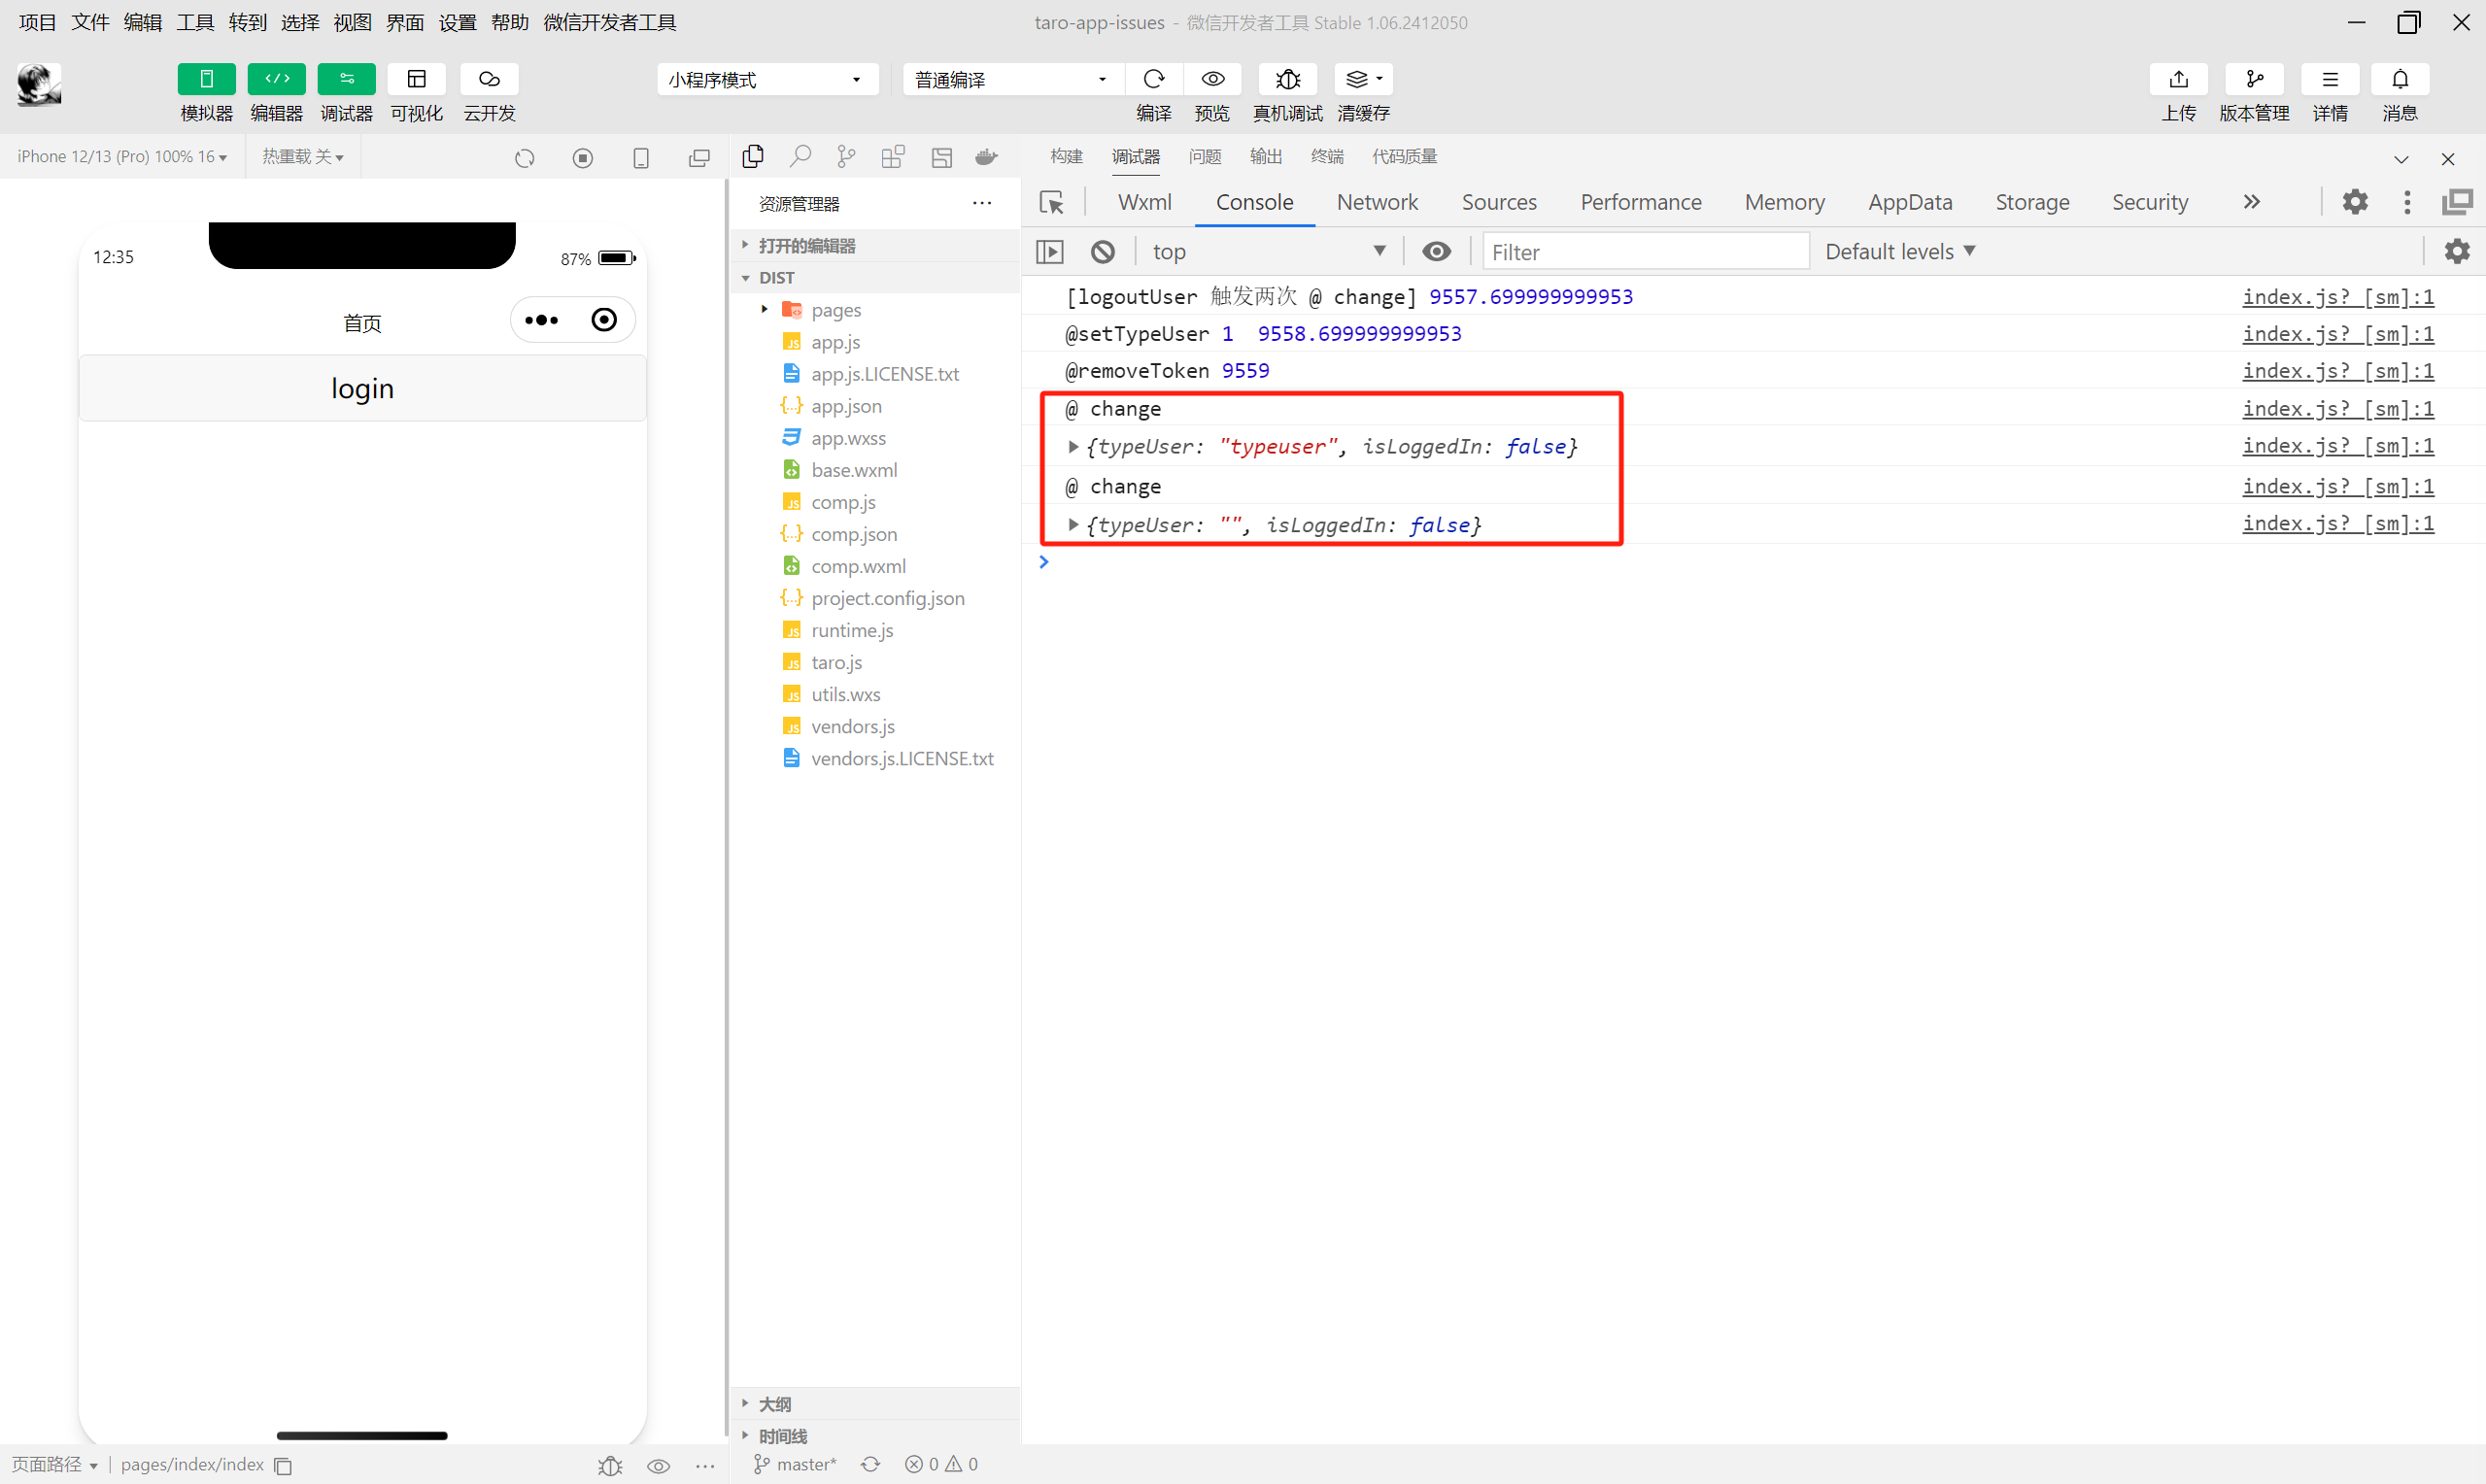 项目 文件 编辑 工具 转到 选择 视图 界面 设置 帮助 微信开发者工具
taro-app-issues - 微信开发者工具 Stable 1.06.2412050
小程序模式
普通编译
模拟器 编辑器 调试器 可视化 云开发
编译 预览 真机调试 清缓存
上传 版本管理 详情 消息
iPhone 12/13 (Pro) 100% 16
热重载 关
12:35
87%
首页
login
页面路径
pages/index/index
资源管理器
打开的编辑器
DIST
pages
app.js
app.js.LICENSE.txt
app.json
app.wxss
base.wxml
comp.js
comp.json
comp.wxml
project.config.json
runtime.js
taro.js
utils.wxs
vendors.js
vendors.js.LICENSE.txt
大纲
时间线
master*
0
0
构建 调试器 问题 输出 终端 代码质量
Wxml Console Network Sources Performance Memory AppData Storage Security
top
Filter
Default levels
[logoutUser 触发两次 @ change] 9557.699999999953 index.js? [sm]:1
@setTypeUser 1 9558.699999999953 index.js? [sm]:1
@removeToken 9559 index.js? [sm]:1
@ change index.js? [sm]:1
{typeUser: "typeuser", isLoggedIn: false} index.js? [sm]:1
@ change index.js? [sm]:1
{typeUser: "", isLoggedIn: false} index.js? [sm]:1